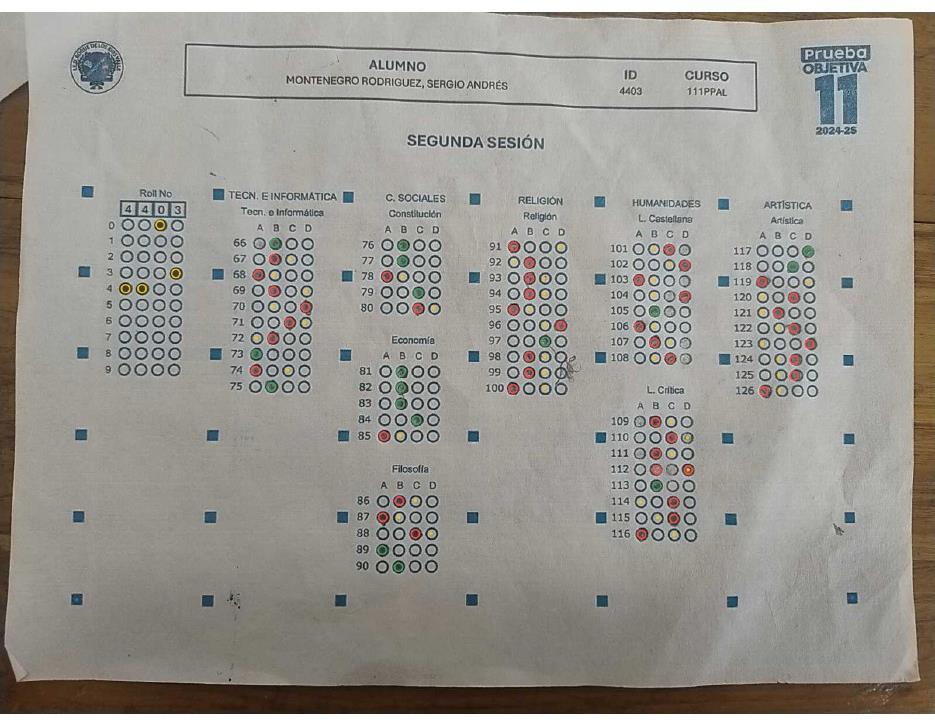 ALUMNO
MONTENEGRO RODRIGUEZ, SERGIO ANDRÉS
ID
4403
CURSO
111PPAL
Prueba
OBJETIVA
11
2024-25
SEGUNDA SESIÓN
Roll No
4 4 0 3
0
1
2
3
4
5
6
7
8
9
TECN. E INFORMÁTICA
Tecn. e Informática
A B C D
66
67
68
69
70
71
72
73
74
75
C. SOCIALES
Constitución
A B C D
76
77
78
79
80
Economía
A B C D
81
82
83
84
85
Filosofía
A B C D
86
87
88
89
90
RELIGIÓN
Religión
A B C D
91
92
93
94
95
96
97
98
99
100
HUMANIDADES
L. Castellana
A B C D
101
102
103
104
105
106
107
108
L. Crítica
A B C D
109
110
111
112
113
114
115
116
ARTÍSTICA
Artística
A B C D
117
118
119
120
121
122
123
124
125
126